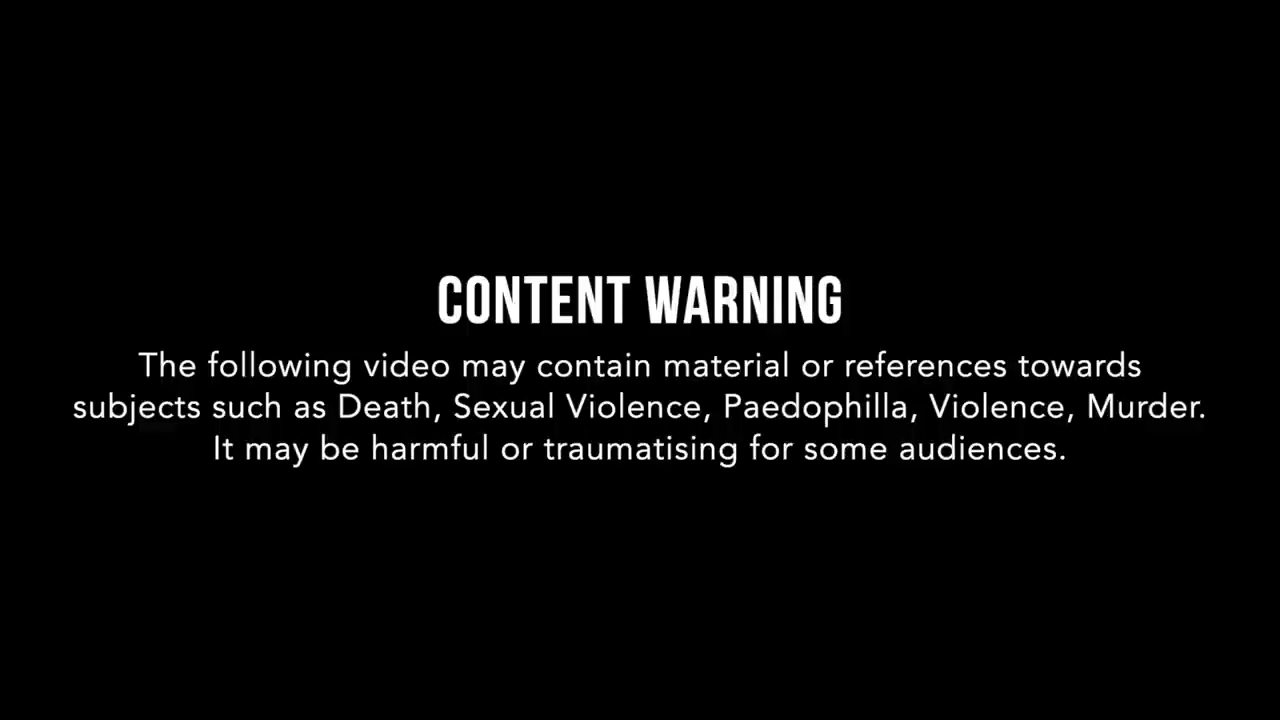 CONTENT WARNING
The following video may contain material or references towards
subjects such as Death, Sexual Violence, Paedophilla, Violence, Murder.
It may be harmful or traumatising for some audiences.